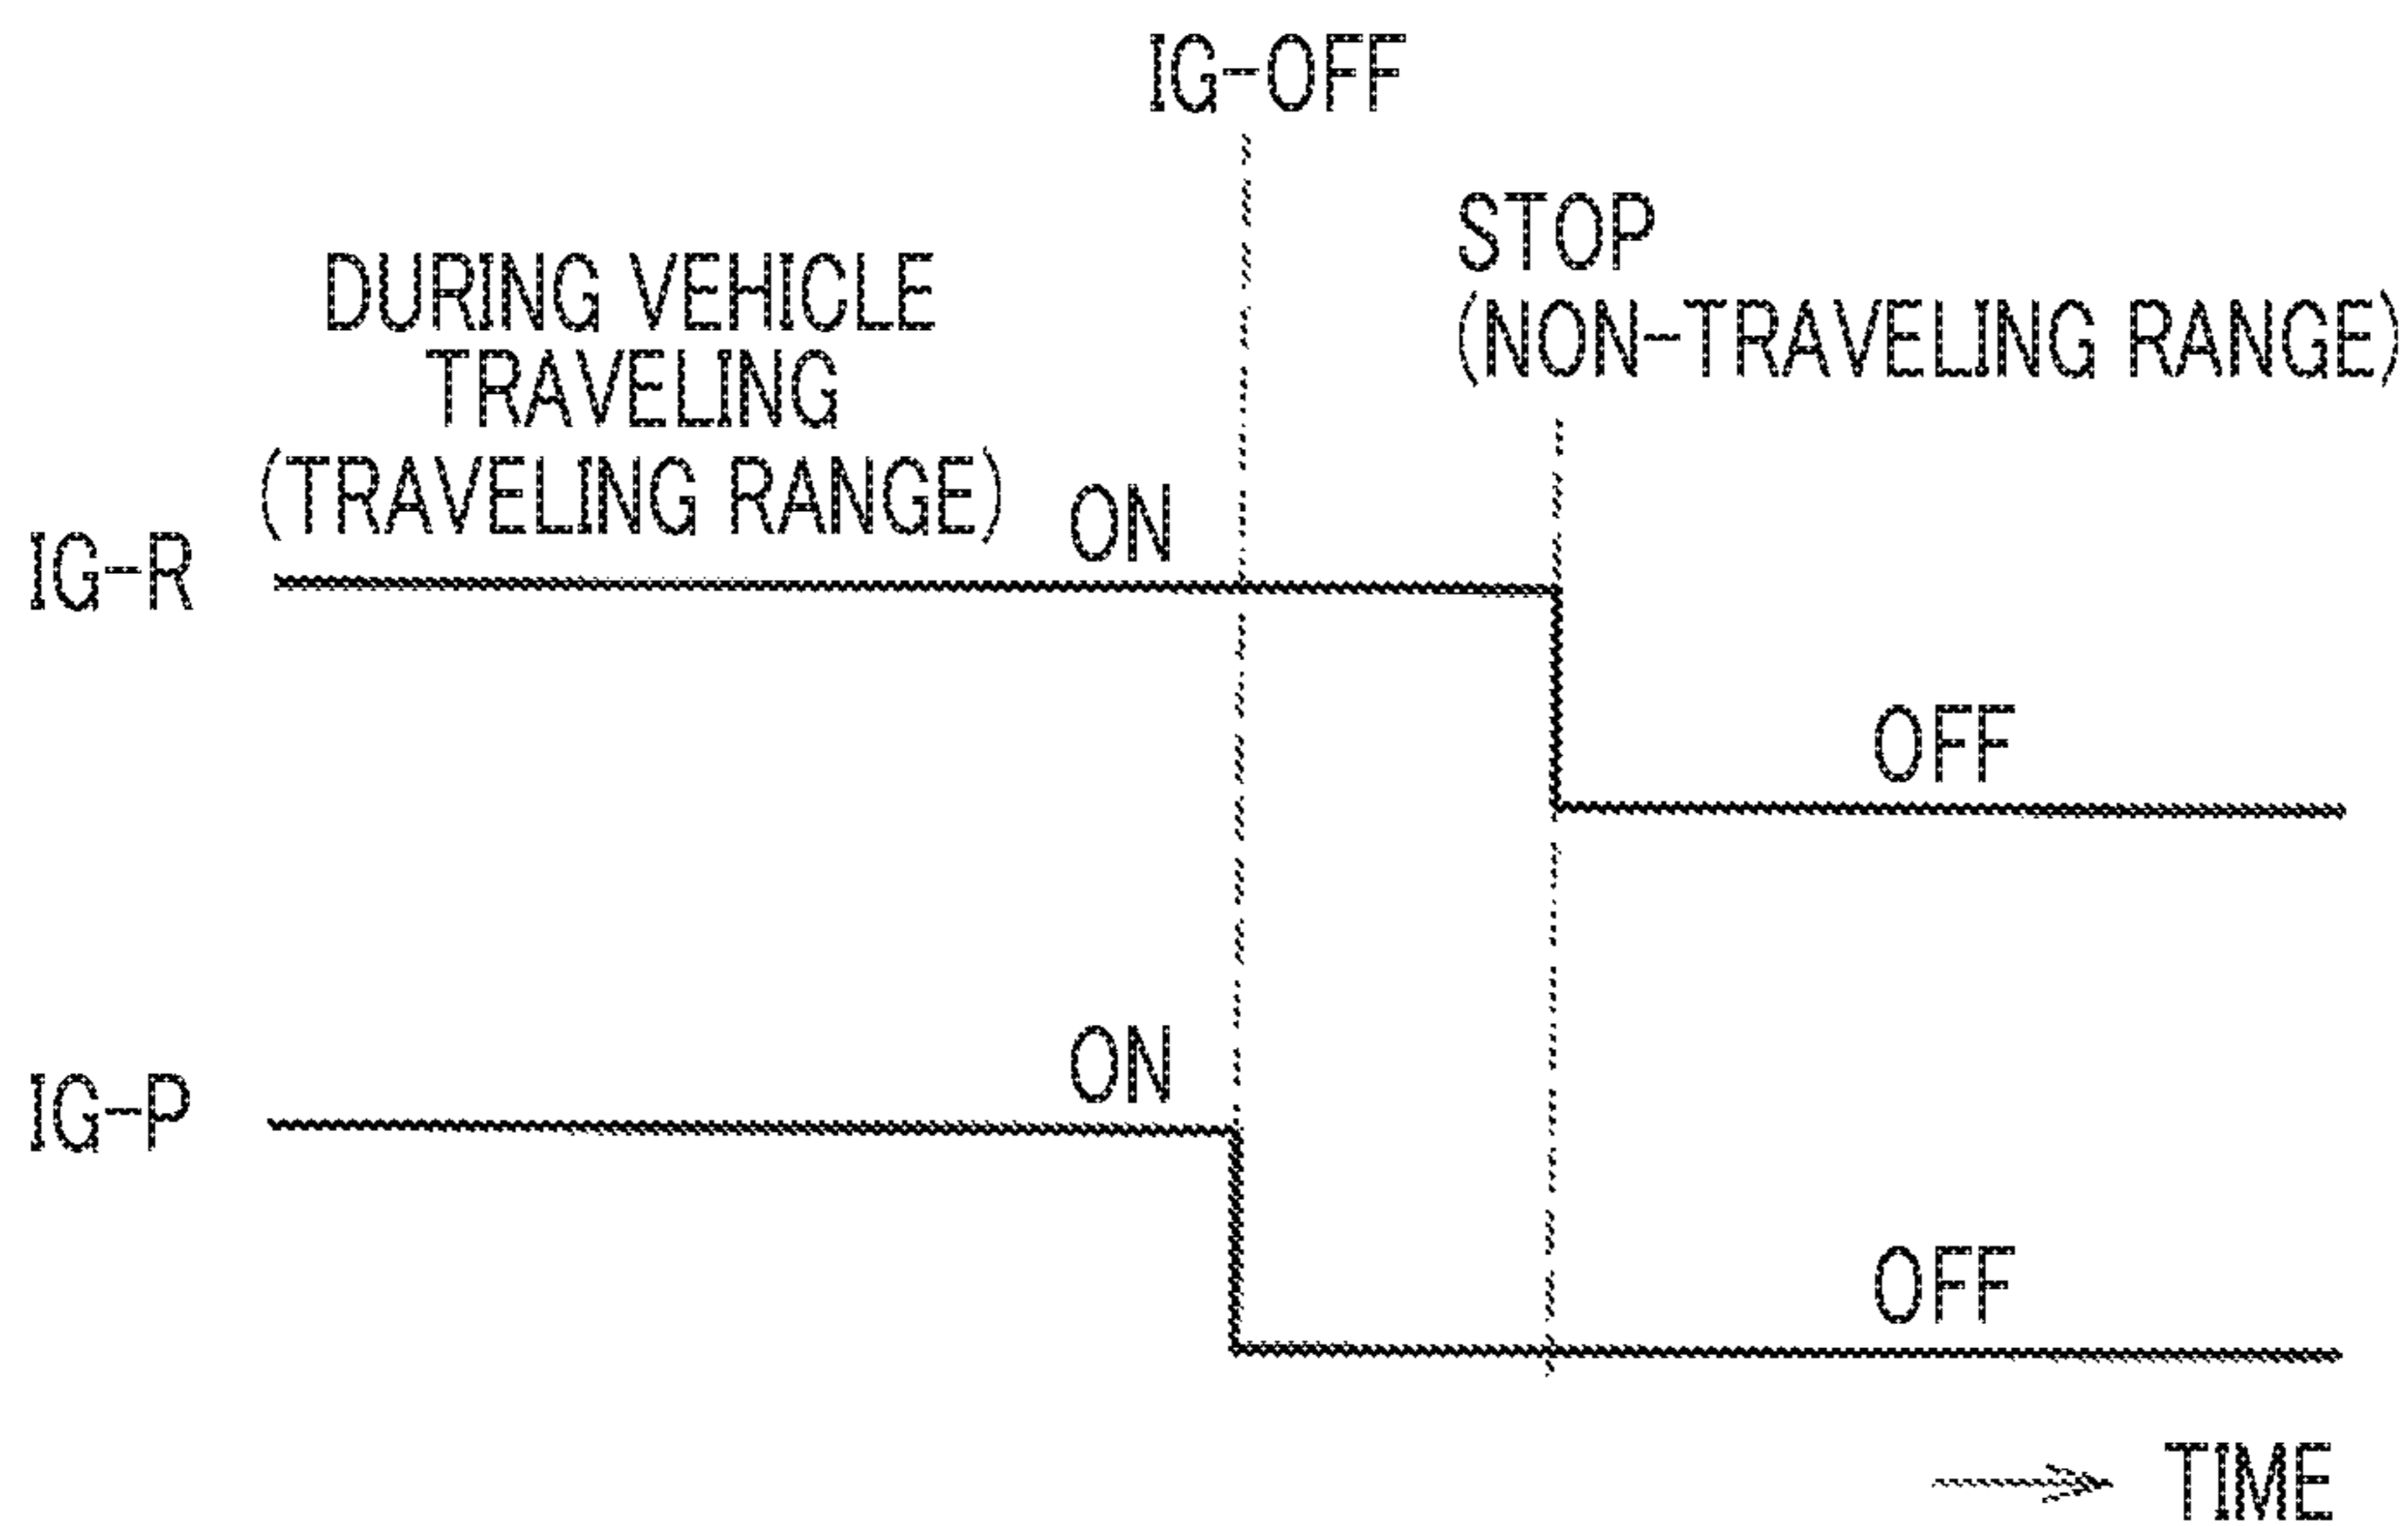 IG-OFF
STOP
(NON-TRAVELING RANGE)
DURING VEHICLE
TRAVELING
(TRAVELING RANGE)
ON
IG-R
OFF
ON
IG-P
OFF
TIME